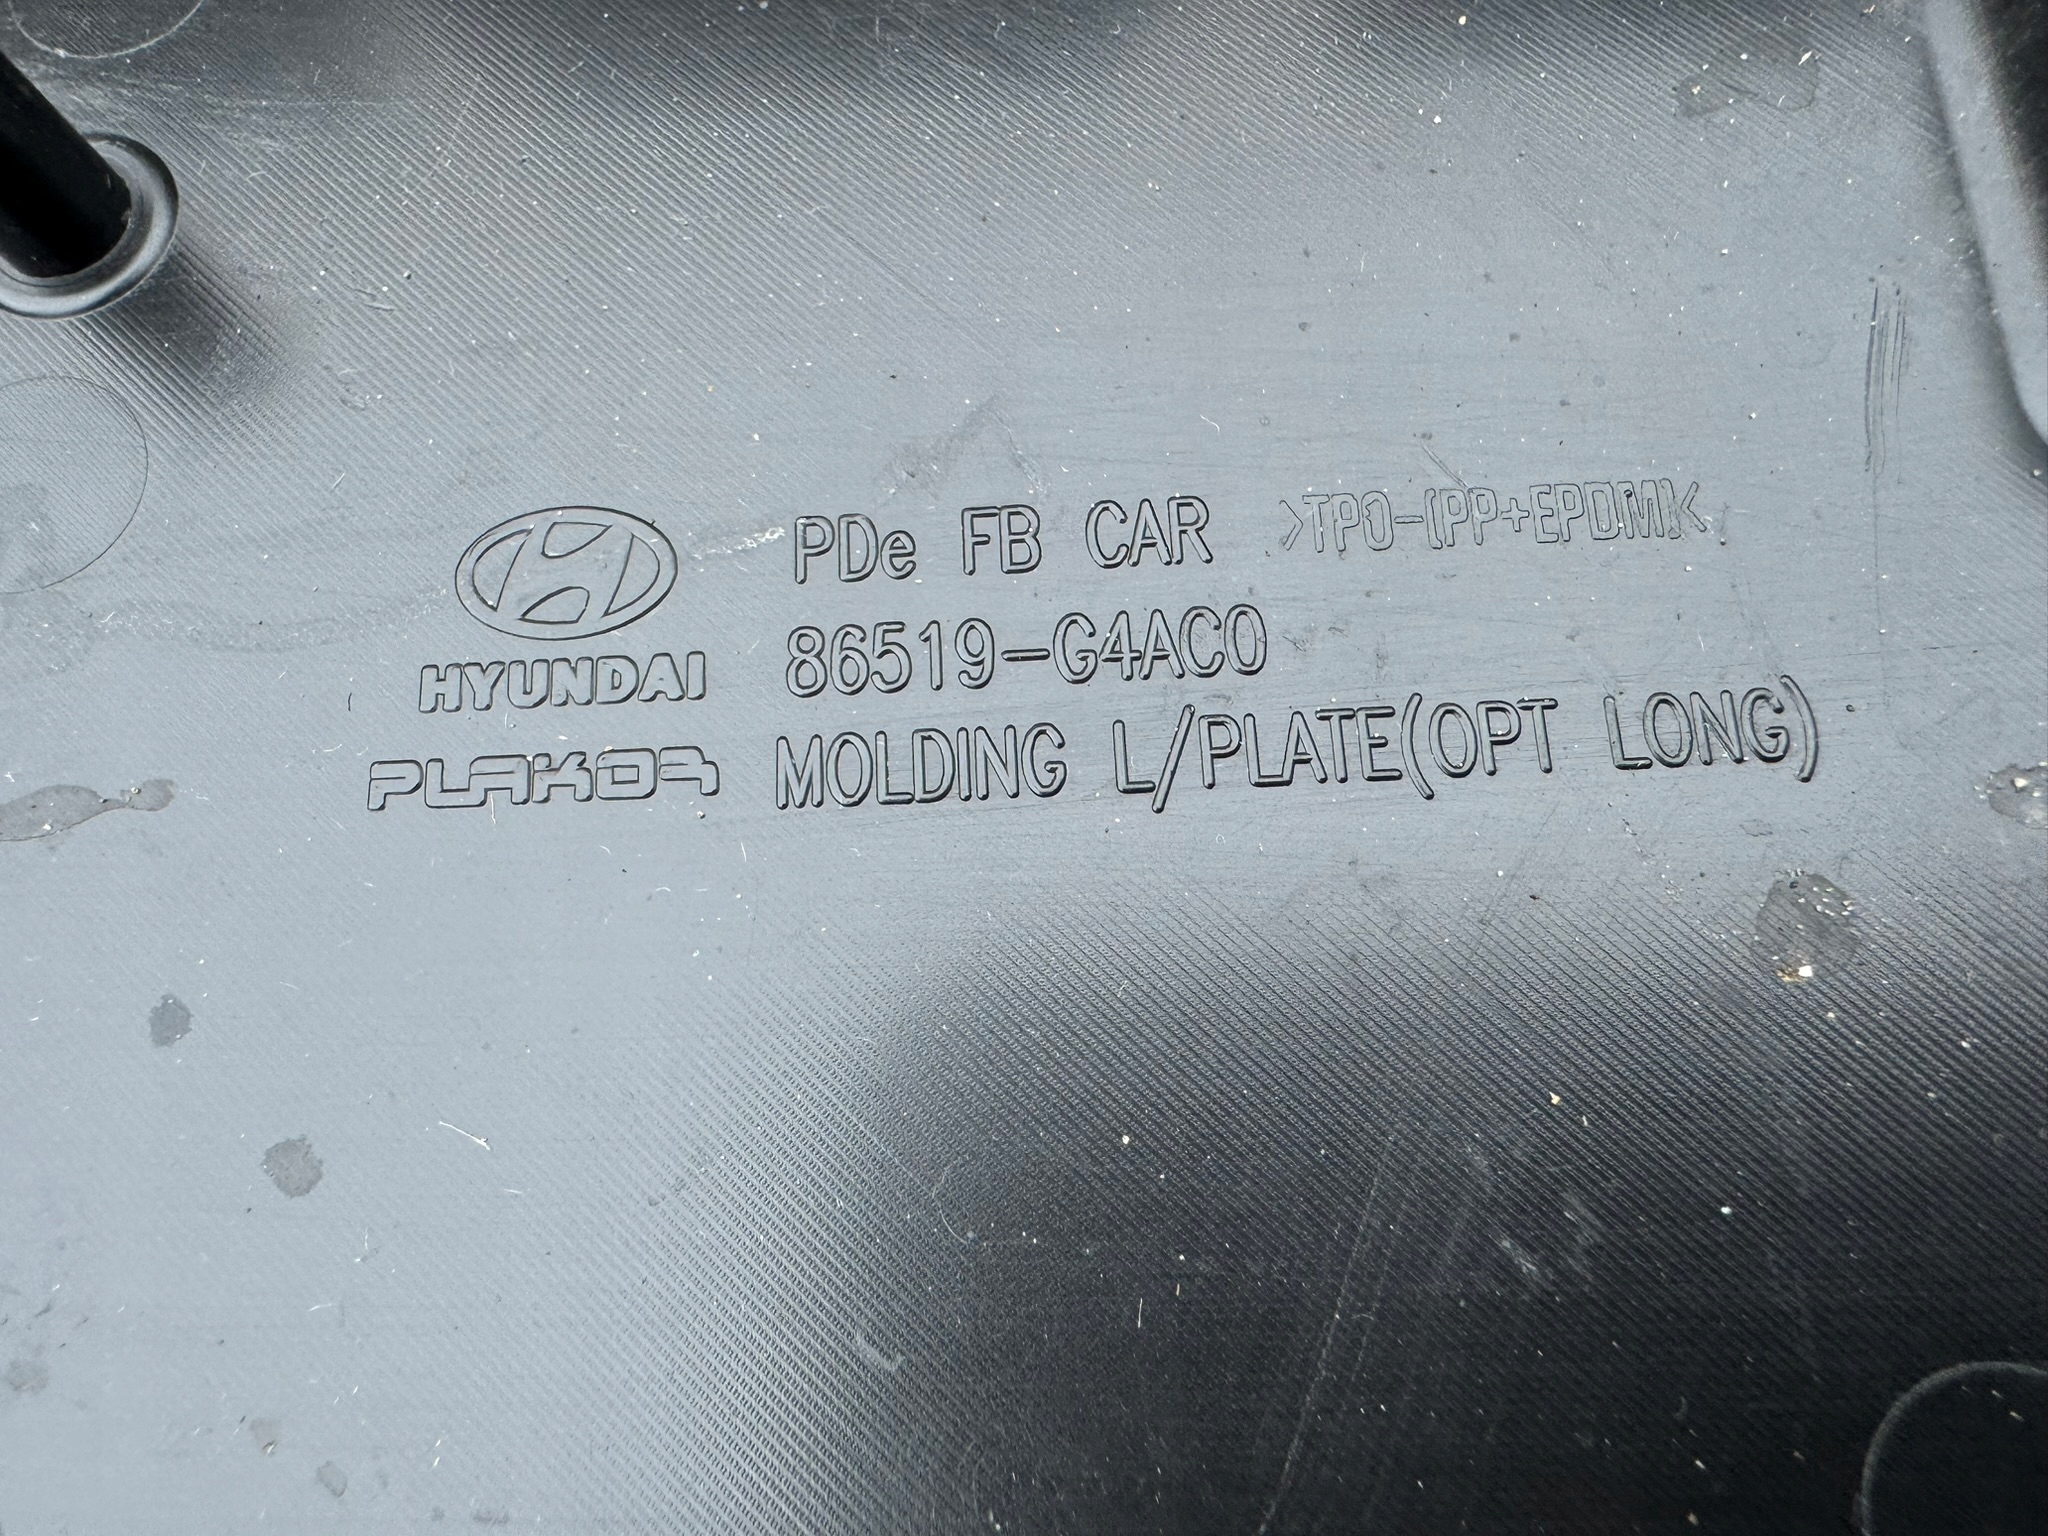 PDe FB CAR >TPO-(PP+EPDM)<
HYUNDAI 86519-G4AC0
PLAKOR MOLDING L/PLATE(OPT LONG)